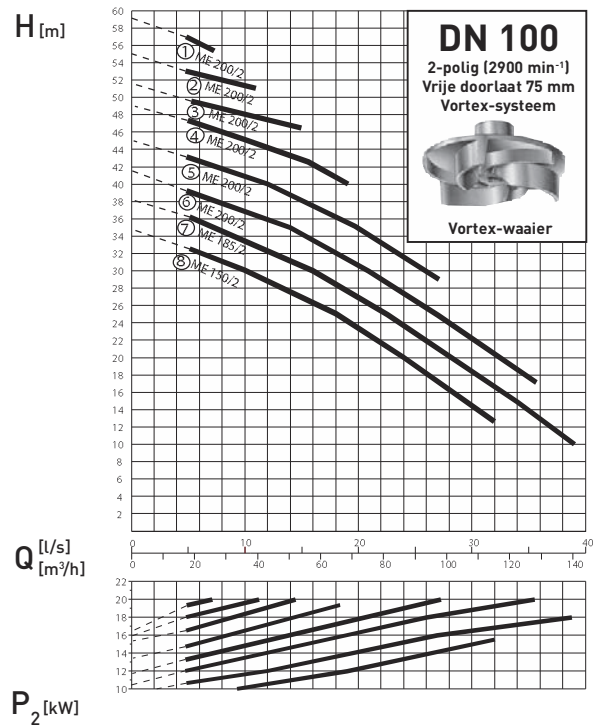 H [m]
60
58
56
54
52
50
48
46
44
42
40
38
36
34
32
30
28
26
24
22
20
18
16
14
12
10
8
6
4
2
DN 100
2-polig (2900 min⁻¹)
Vrije doorlaat 75 mm
Vortex-systeem
Vortex-waaier
① ME 200/2
② ME 200/2
③ ME 200/2
④ ME 200/2
⑤ ME 200/2
⑥ ME 200/2
⑦ ME 185/2
⑧ ME 150/2
Q [l/s]
0 10 20 30 40
[m³/h]
0 20 40 60 80 100 120 140
22
20
18
16
14
12
10
P₂ [kW]